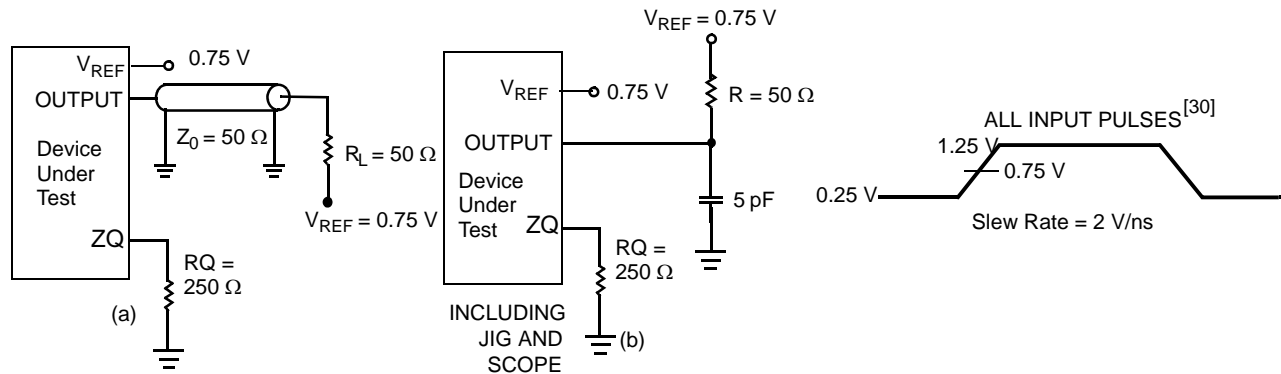 V_REF 0.75 V
OUTPUT
Z_0 = 50 Ω
Device
Under
Test
R_L = 50 Ω
V_REF = 0.75 V
ZQ
RQ =
250 Ω
(a)
V_REF = 0.75 V
R = 50 Ω
V_REF 0.75 V
OUTPUT
Device
Under
Test
5 pF
ZQ
RQ =
250 Ω
INCLUDING
JIG AND
SCOPE
(b)
ALL INPUT PULSES[30]
1.25 V
0.75 V
0.25 V
Slew Rate = 2 V/ns